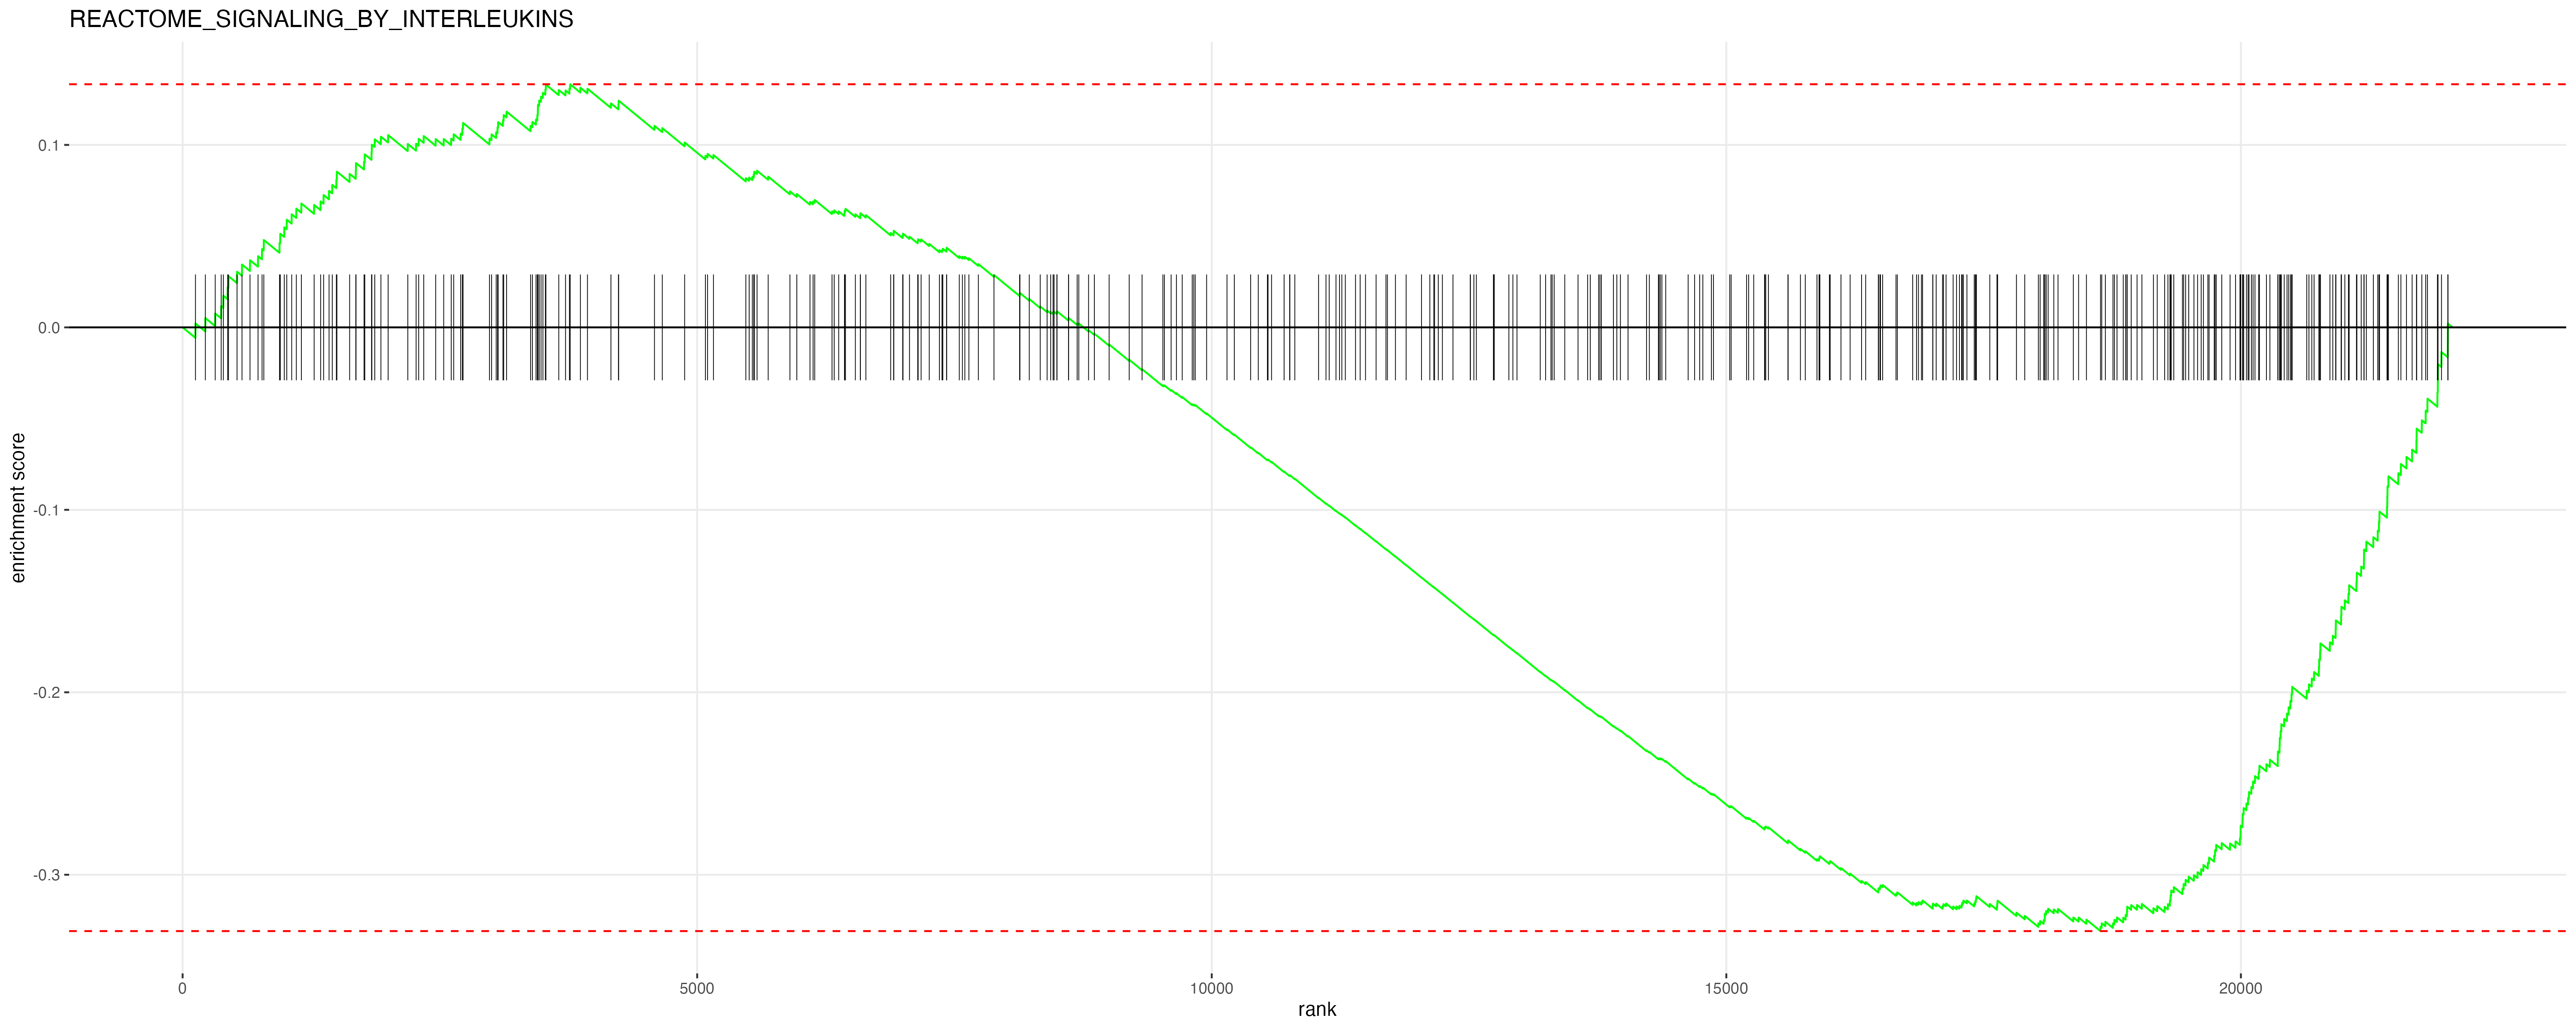 REACTOME_SIGNALING_BY_INTERLEUKINS
enrichment score
0.1
0.0
-0.1
-0.2
-0.3
0 5000 10000 15000 20000
rank